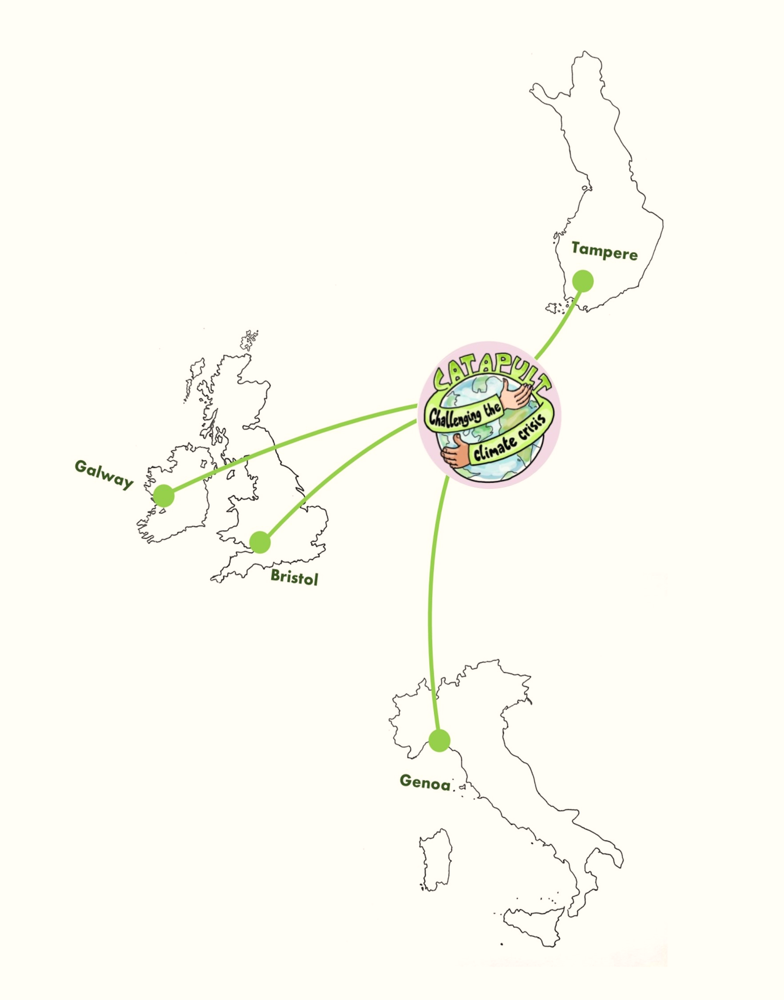 Tampere
CATAPULT
Challenging the
climate crisis
Galway
Bristol
Genoa